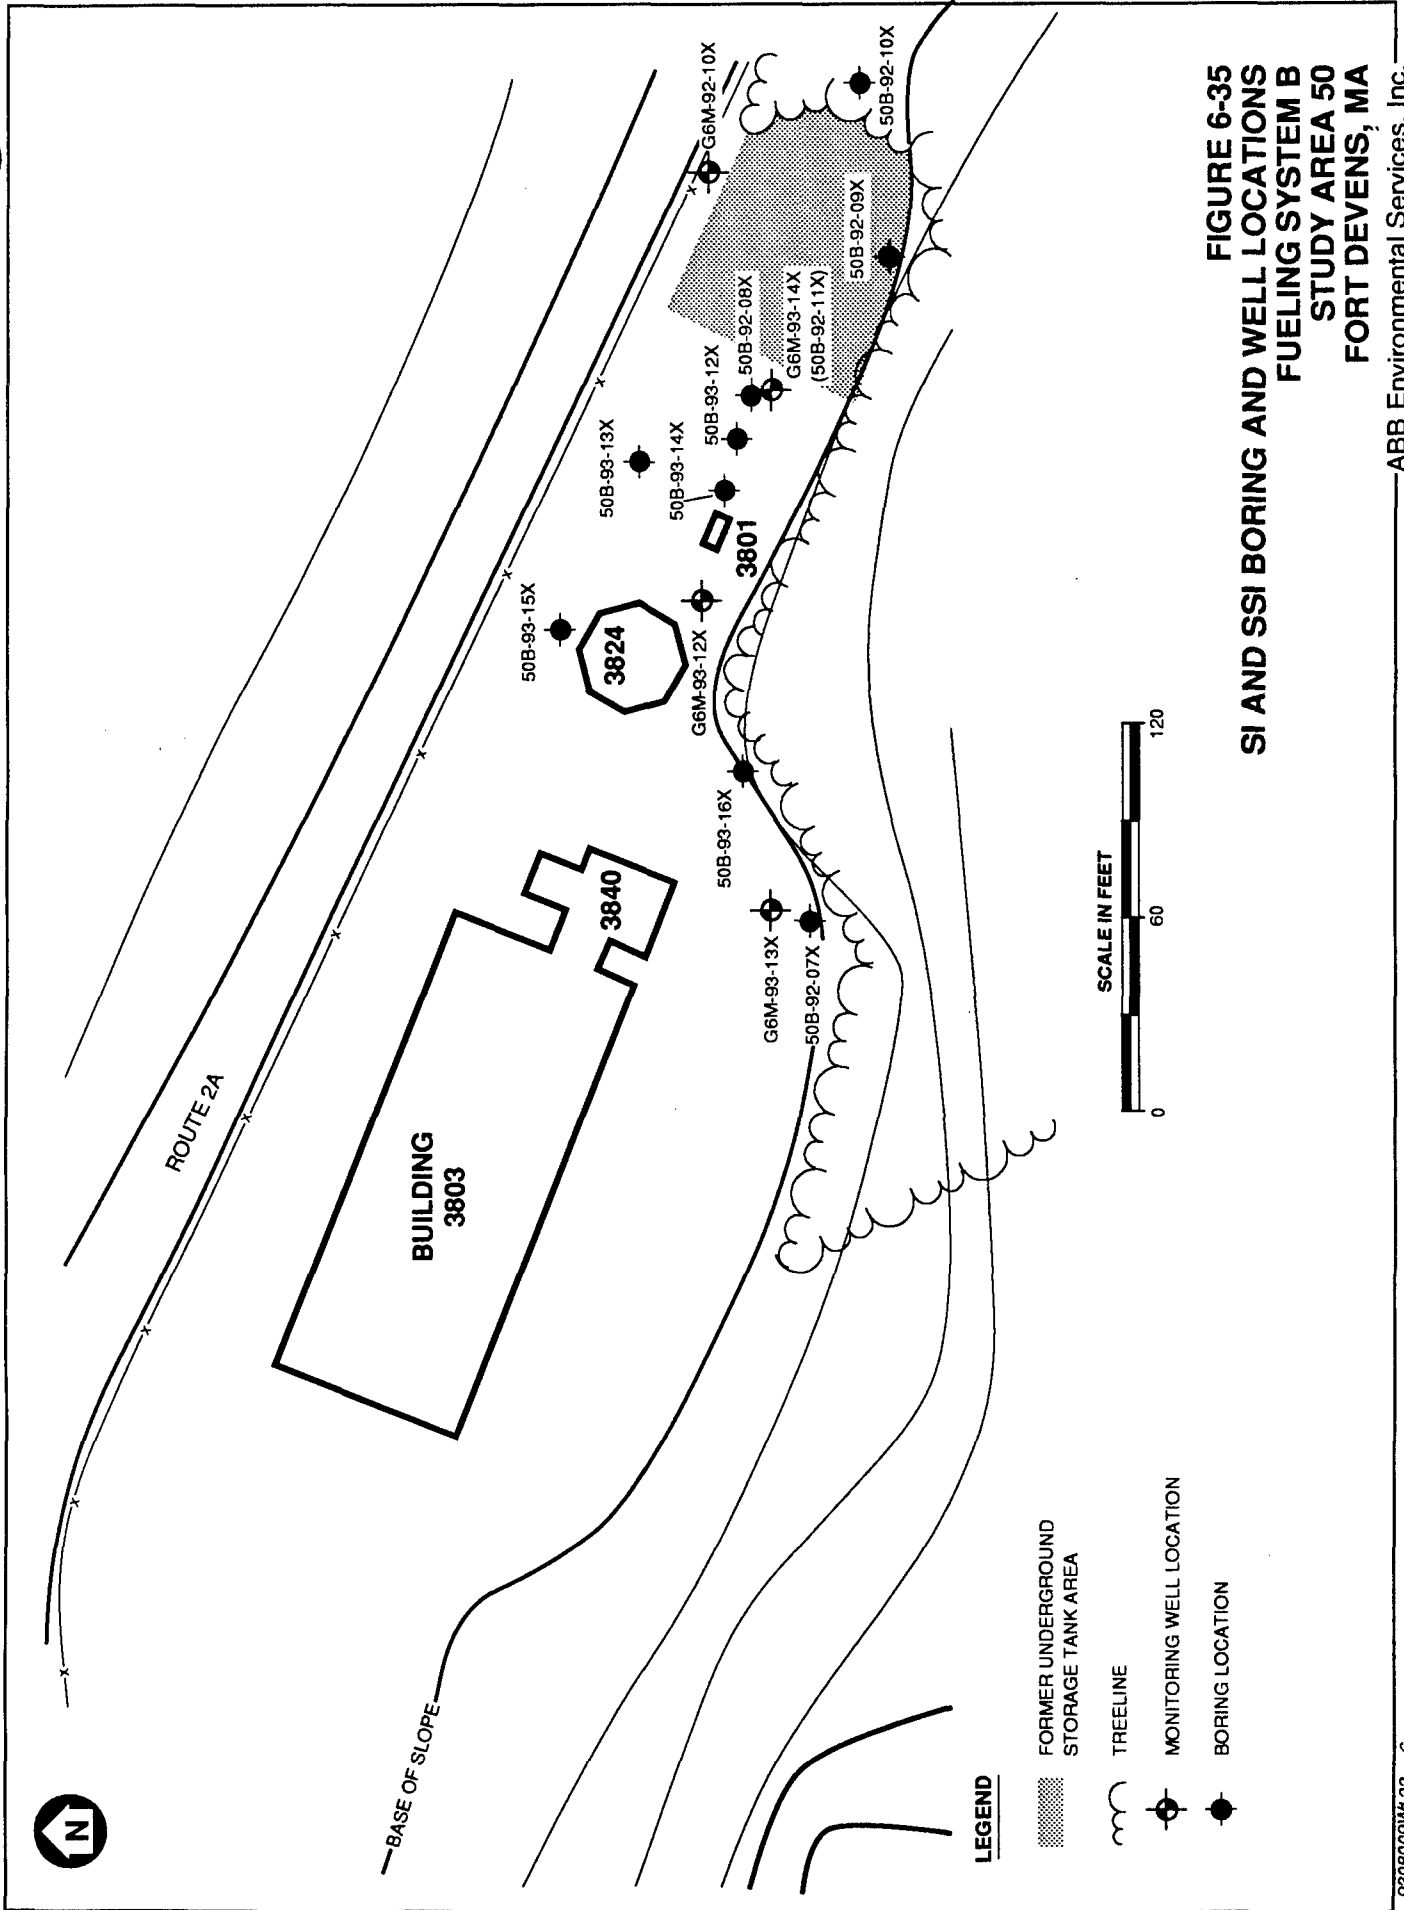 N
ROUTE 2A
BUILDING
3803
3840
3824
3801
BASE OF SLOPE
50B-93-15X
50B-93-13X
50B-93-14X
50B-93-12X
50B-92-08X
G6M-93-14X
(50B-92-11X)
G6M-92-10X
50B-92-10X
50B-92-09X
G6M-93-12X
50B-93-16X
G6M-93-13X
50B-92-07X
LEGEND
FORMER UNDERGROUND
STORAGE TANK AREA
TREELINE
MONITORING WELL LOCATION
BORING LOCATION
SCALE IN FEET
0 60 120
FIGURE 6-35
SI AND SSI BORING AND WELL LOCATIONS
FUELING SYSTEM B
STUDY AREA 50
FORT DEVENS, MA
ABB Environmental Services, Inc.